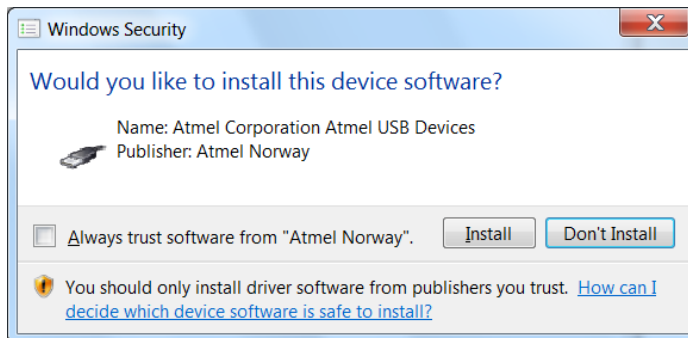 Windows Security
Would you like to install this device software?
Name: Atmel Corporation Atmel USB Devices
Publisher: Atmel Norway
Always trust software from "Atmel Norway".
Install
Don't Install
You should only install driver software from publishers you trust. How can I
decide which device software is safe to install?